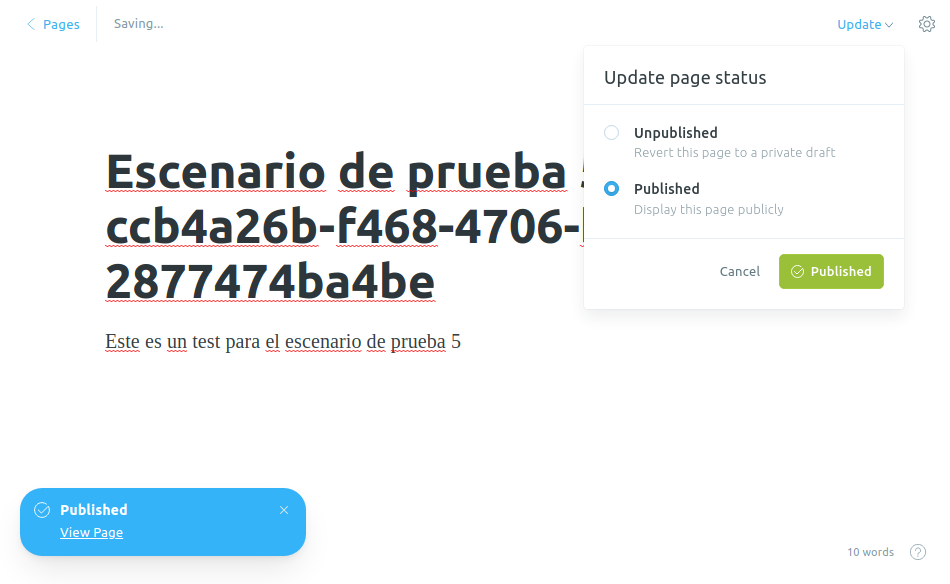 Pages
Saving...
Update
Update page status
Unpublished
Revert this page to a private draft
Published
Display this page publicly
Cancel
Published
Escenario de prueba
ccb4a26b-f468-4706-
2877474ba4be
Este es un test para el escenario de prueba 5
Published
View Page
10 words
?